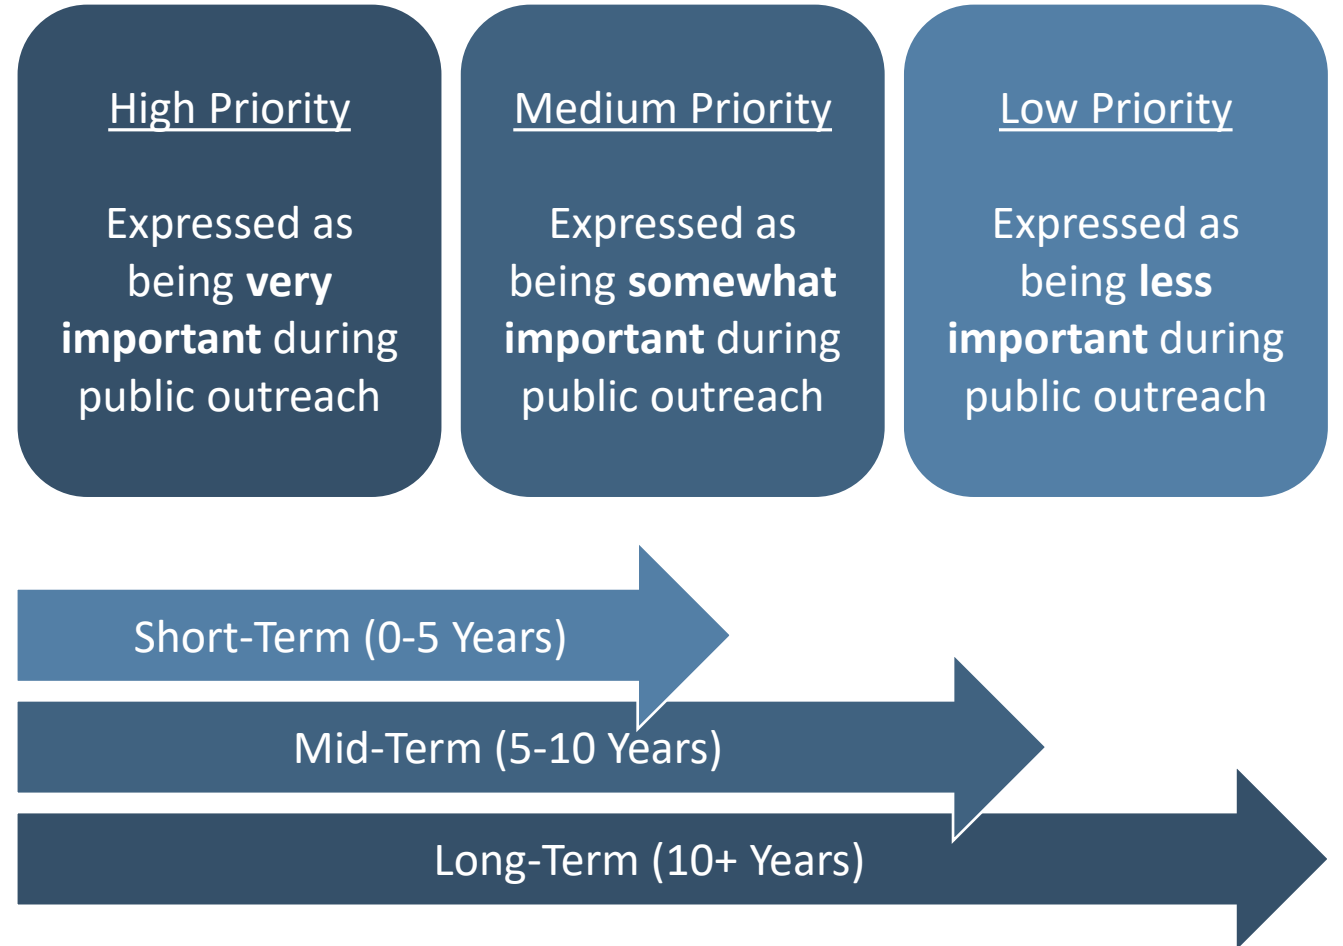 High Priority
Expressed as
being very
important during
public outreach
Medium Priority
Expressed as
being somewhat
important during
public outreach
Low Priority
Expressed as
being less
important during
public outreach
Short-Term (0-5 Years)
Mid-Term (5-10 Years)
Long-Term (10+ Years)